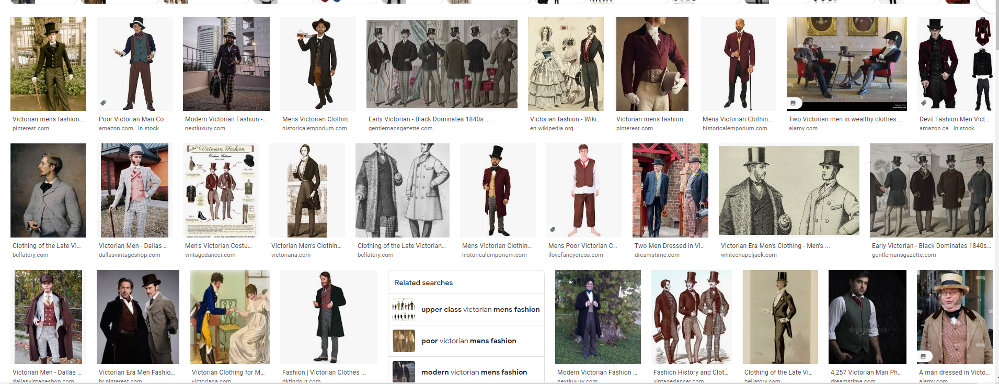 Victorian mens fashion...
pinterest.com
Poor Victorian Man Co...
amazon.com · In stock
Modern Victorian Fashion -...
nextluxury.com
Mens Victorian Clothin...
historicalemporium.com
Early Victorian - Black Dominates 1840s ...
gentlemansgazette.com
Victorian fashion - Wiki...
en.wikipedia.org
Victorian mens fashion...
pinterest.com
Mens Victorian Clothin...
historicalemporium.com
alamy
Two Victorian men in wealthy clothes ...
alamy.com
Devil Fashion Men Vict...
amazon.ca · In stock
Clothing of the Late Vi...
bellatory.com
Victorian Men - Dallas ...
dallasvintageshop.com
Men's Victorian Fashion
Dickens Costume
Men's Victorian Costu...
vintagedancer.com
Victorian Men's Clothin...
victoriana.com
Clothing of the Late Victorian...
bellatory.com
Mens Victorian Clothin...
historicalemporium.com
Mens Poor Victorian C...
ilovefancydress.com
Two Men Dressed in Vi...
dreamstime.com
Victorian Era Men's Clothing - Men's ...
whitechapeljack.com
Early Victorian - Black Dominates 1840s...
gentlemansgazette.com
Victorian Men - Dallas ...
dallasvintageshop.com
Victorian Era Men Fashio...
br.pinterest.com
Victorian Clothing for M...
victoriana.com
Fashion | Victorian Clothes ...
dkfindout.com
Related searches
upper class victorian mens fashion
poor victorian mens fashion
modern victorian mens fashion
Modern Victorian Fashion ...
nextluxury.com
Fashion History and Clot...
vintagedancer.com
Clothing of the Late Vi...
bellatory.com
dreamstime
4,257 Victorian Man Ph...
dreamstime.com
alamy
A man dressed in Victo...
alamy.com